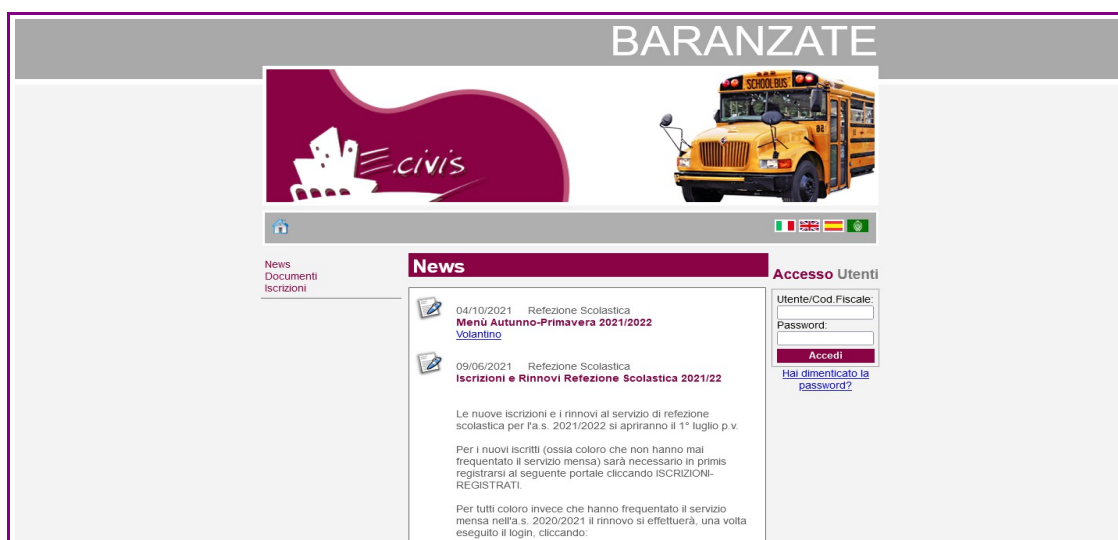 BARANZATE
SCHOOL BUS
E.civis
News
Documenti
Iscrizioni
News
04/10/2021 Refezione Scolastica
Menù Autunno-Primavera 2021/2022
Volantino
09/06/2021 Refezione Scolastica
Iscrizioni e Rinnovi Refezione Scolastica 2021/22
Le nuove iscrizioni e i rinnovi al servizio di refezione
scolastica per l'a.s. 2021/2022 si apriranno il 1° luglio p.v.
Per i nuovi iscritti (ossia coloro che non hanno mai
frequentato il servizio mensa) sarà necessario in primis
registrarsi al seguente portale cliccando ISCRIZIONI-
REGISTRATI.
Per tutti coloro invece che hanno frequentato il servizio
mensa nell'a.s. 2020/2021 il rinnovo si effettuerà, una volta
eseguito il login, cliccando:
Accesso Utenti
Utente/Cod.Fiscale:
Password:
Accedi
Hai dimenticato la
password?